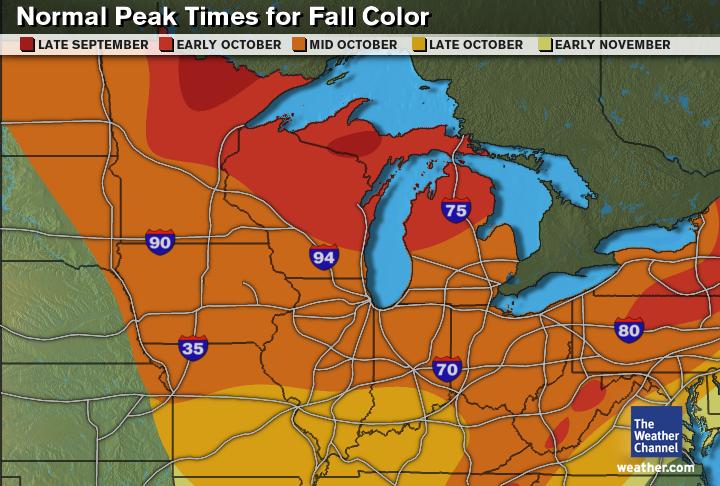 Normal Peak Times for Fall Color
LATE SEPTEMBER EARLY OCTOBER MID OCTOBER LATE OCTOBER EARLY NOVEMBER
75
90
94
80
35
70
The
Weather
Channel
weather.com